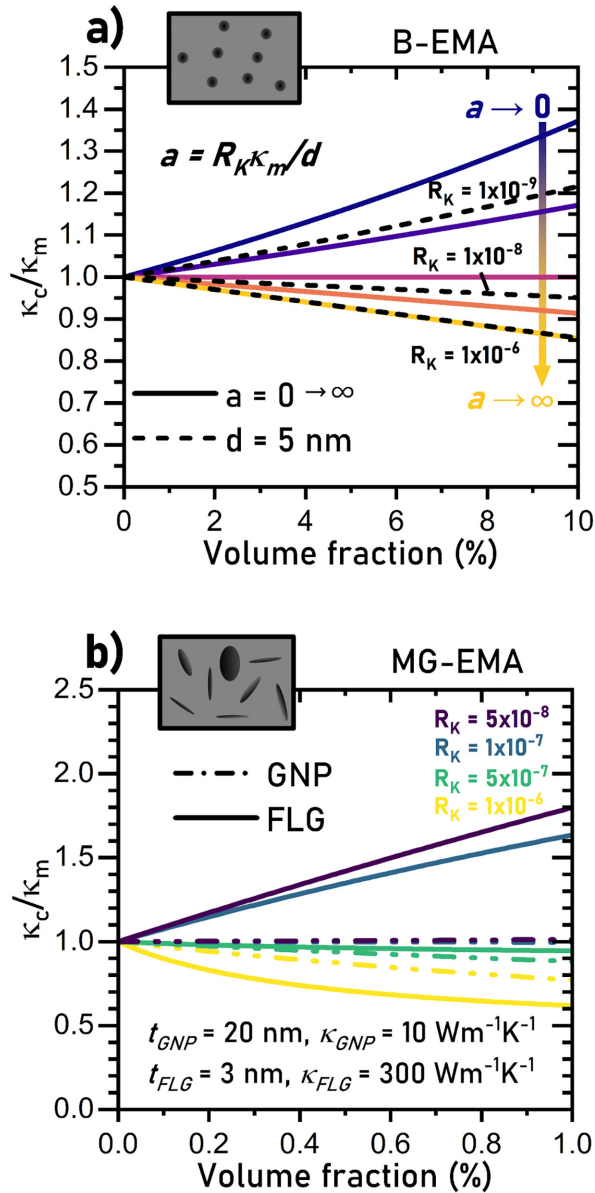 a)
B-EMA
1.5
1.4
1.3
1.2
1.1
1.0
0.9
0.8
0.7
0.6
0.5
κc/κm
a → 0
a = RKκm/d
RK = 1x10⁻⁹
RK = 1x10⁻⁸
RK = 1x10⁻⁶
a → ∞
a = 0 → ∞
d = 5 nm
0 2 4 6 8 10
Volume fraction (%)
b)
MG-EMA
2.5
2.0
1.5
1.0
0.5
0.0
κc/κm
RK = 5x10⁻⁸
RK = 1x10⁻⁷
RK = 5x10⁻⁷
RK = 1x10⁻⁶
GNP
FLG
tGNP = 20 nm, κGNP = 10 Wm⁻¹K⁻¹
tFLG = 3 nm, κFLG = 300 Wm⁻¹K⁻¹
0.0 0.2 0.4 0.6 0.8 1.0
Volume fraction (%)